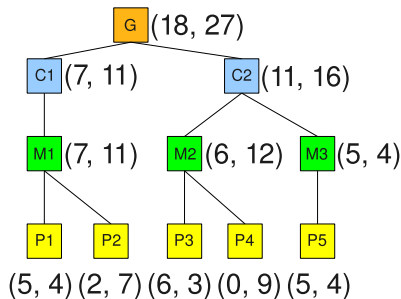 G (18, 27)
C1 (7, 11) C2 (11, 16)
M1 (7, 11) M2 (6, 12) M3 (5, 4)
P1 P2 P3 P4 P5
(5, 4) (2, 7) (6, 3) (0, 9) (5, 4)